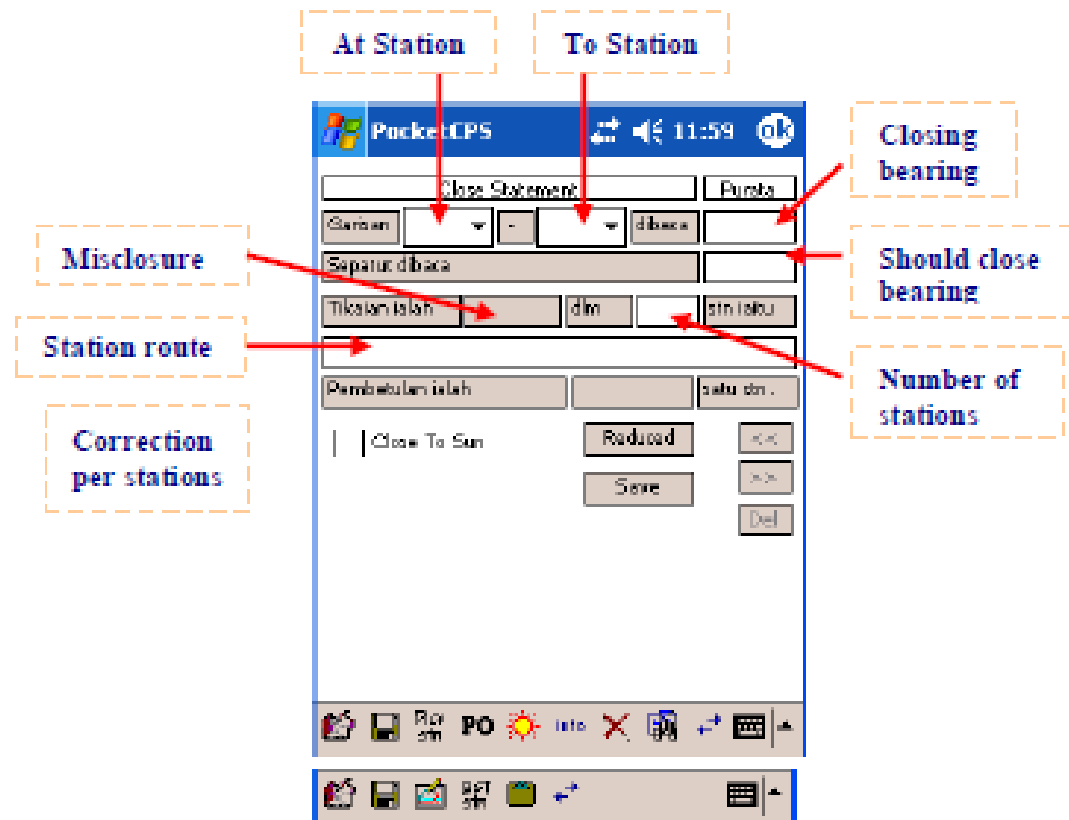 At Station
To Station
PocketCPS
11:59
ok
Closing
bearing
Close Statement
Purata
Garisan
-
dibaca
Misclosure
Should close
bearing
Separut dibaca
Tikaian ialah
dlm
stn iaitu
Station route
Number of
stations
Pembetulan ialah
satu stn .
Correction
per stations
Close To Sun
Reduced
<<
Save
>>
Del
PO
info